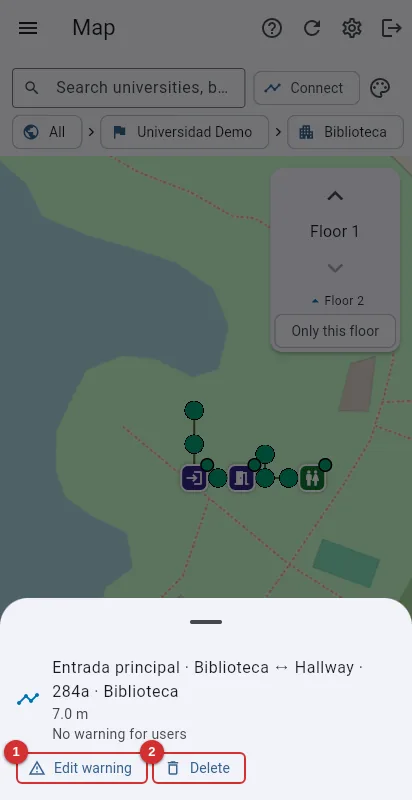 Map
Search universities, b…
Connect
All
Universidad Demo
Biblioteca
Floor 1
Floor 2
Only this floor
Entrada principal · Biblioteca ↔ Hallway ·
284a · Biblioteca
7.0 m
No warning for users
1
Edit warning
2
Delete